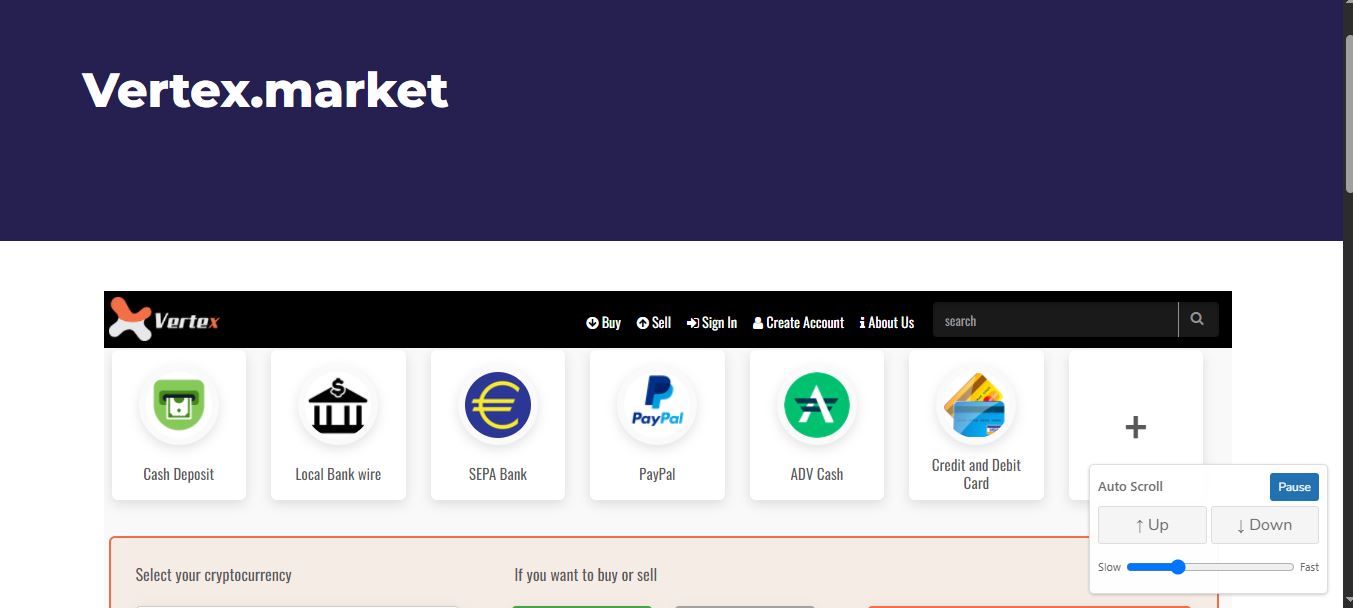 Vertex.market
Vertex
Buy
Sell
Sign In
Create Account
About Us
search
PayPal
Cash Deposit
Local Bank wire
SEPA Bank
PayPal
ADV Cash
Credit and Debit
Card
+
Auto Scroll
Pause
↑ Up
↓ Down
Slow
Fast
Select your cryptocurrency
If you want to buy or sell